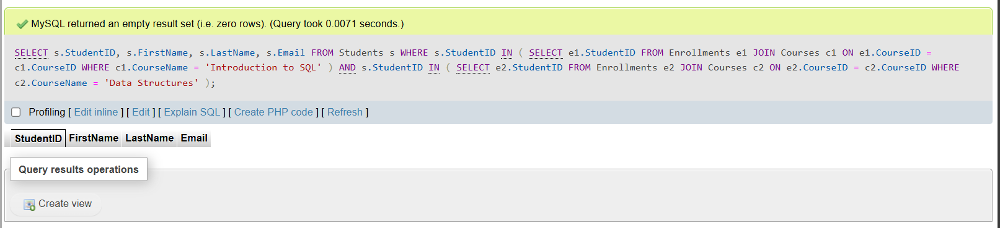 MySQL returned an empty result set (i.e. zero rows). (Query took 0.0071 seconds.)
SELECT s.StudentID, s.FirstName, s.LastName, s.Email FROM Students s WHERE s.StudentID IN ( SELECT e1.StudentID FROM Enrollments e1 JOIN Courses c1 ON e1.CourseID =
c1.CourseID WHERE c1.CourseName = 'Introduction to SQL' ) AND s.StudentID IN ( SELECT e2.StudentID FROM Enrollments e2 JOIN Courses c2 ON e2.CourseID = c2.CourseID WHERE
c2.CourseName = 'Data Structures' );
Profiling [ Edit inline ] [ Edit ] [ Explain SQL ] [ Create PHP code ] [ Refresh ]
StudentID FirstName LastName Email
Query results operations
Create view